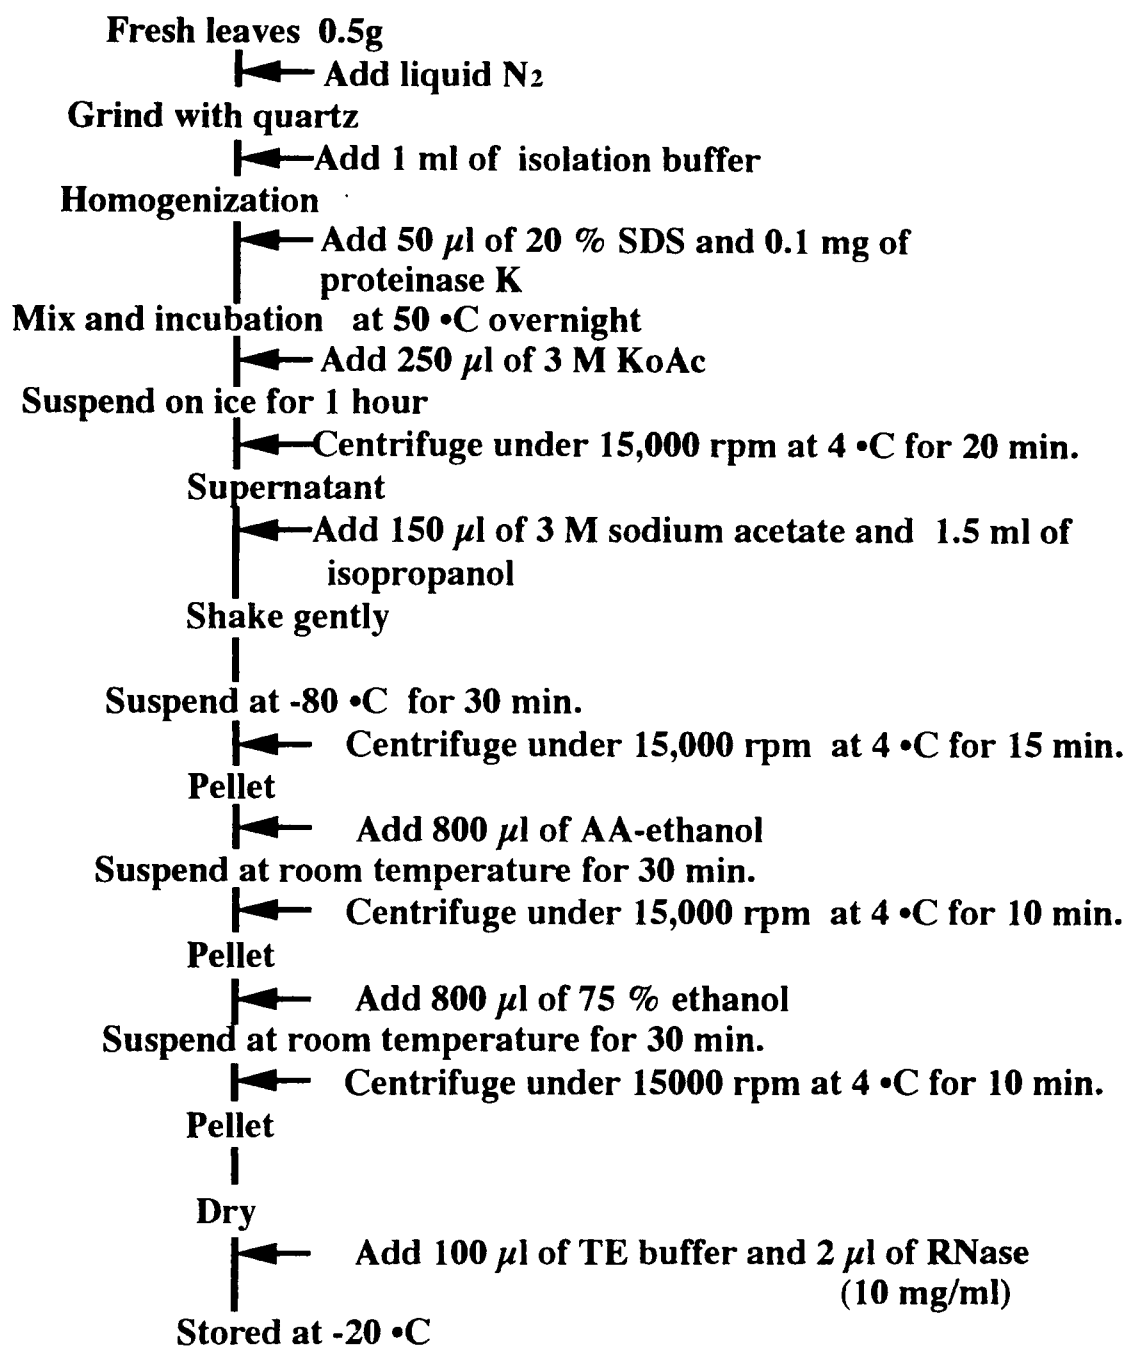 Fresh leaves 0.5g
Add liquid N2
Grind with quartz
Add 1 ml of isolation buffer
Homogenization
Add 50 µl of 20 % SDS and 0.1 mg of
proteinase K
Mix and incubation at 50 •C overnight
Add 250 µl of 3 M KoAc
Suspend on ice for 1 hour
Centrifuge under 15,000 rpm at 4 •C for 20 min.
Supernatant
Add 150 µl of 3 M sodium acetate and 1.5 ml of
isopropanol
Shake gently
Suspend at -80 •C for 30 min.
Centrifuge under 15,000 rpm at 4 •C for 15 min.
Pellet
Add 800 µl of AA-ethanol
Suspend at room temperature for 30 min.
Centrifuge under 15,000 rpm at 4 •C for 10 min.
Pellet
Add 800 µl of 75 % ethanol
Suspend at room temperature for 30 min.
Centrifuge under 15000 rpm at 4 •C for 10 min.
Pellet
Dry
Add 100 µl of TE buffer and 2 µl of RNase
(10 mg/ml)
Stored at -20 •C